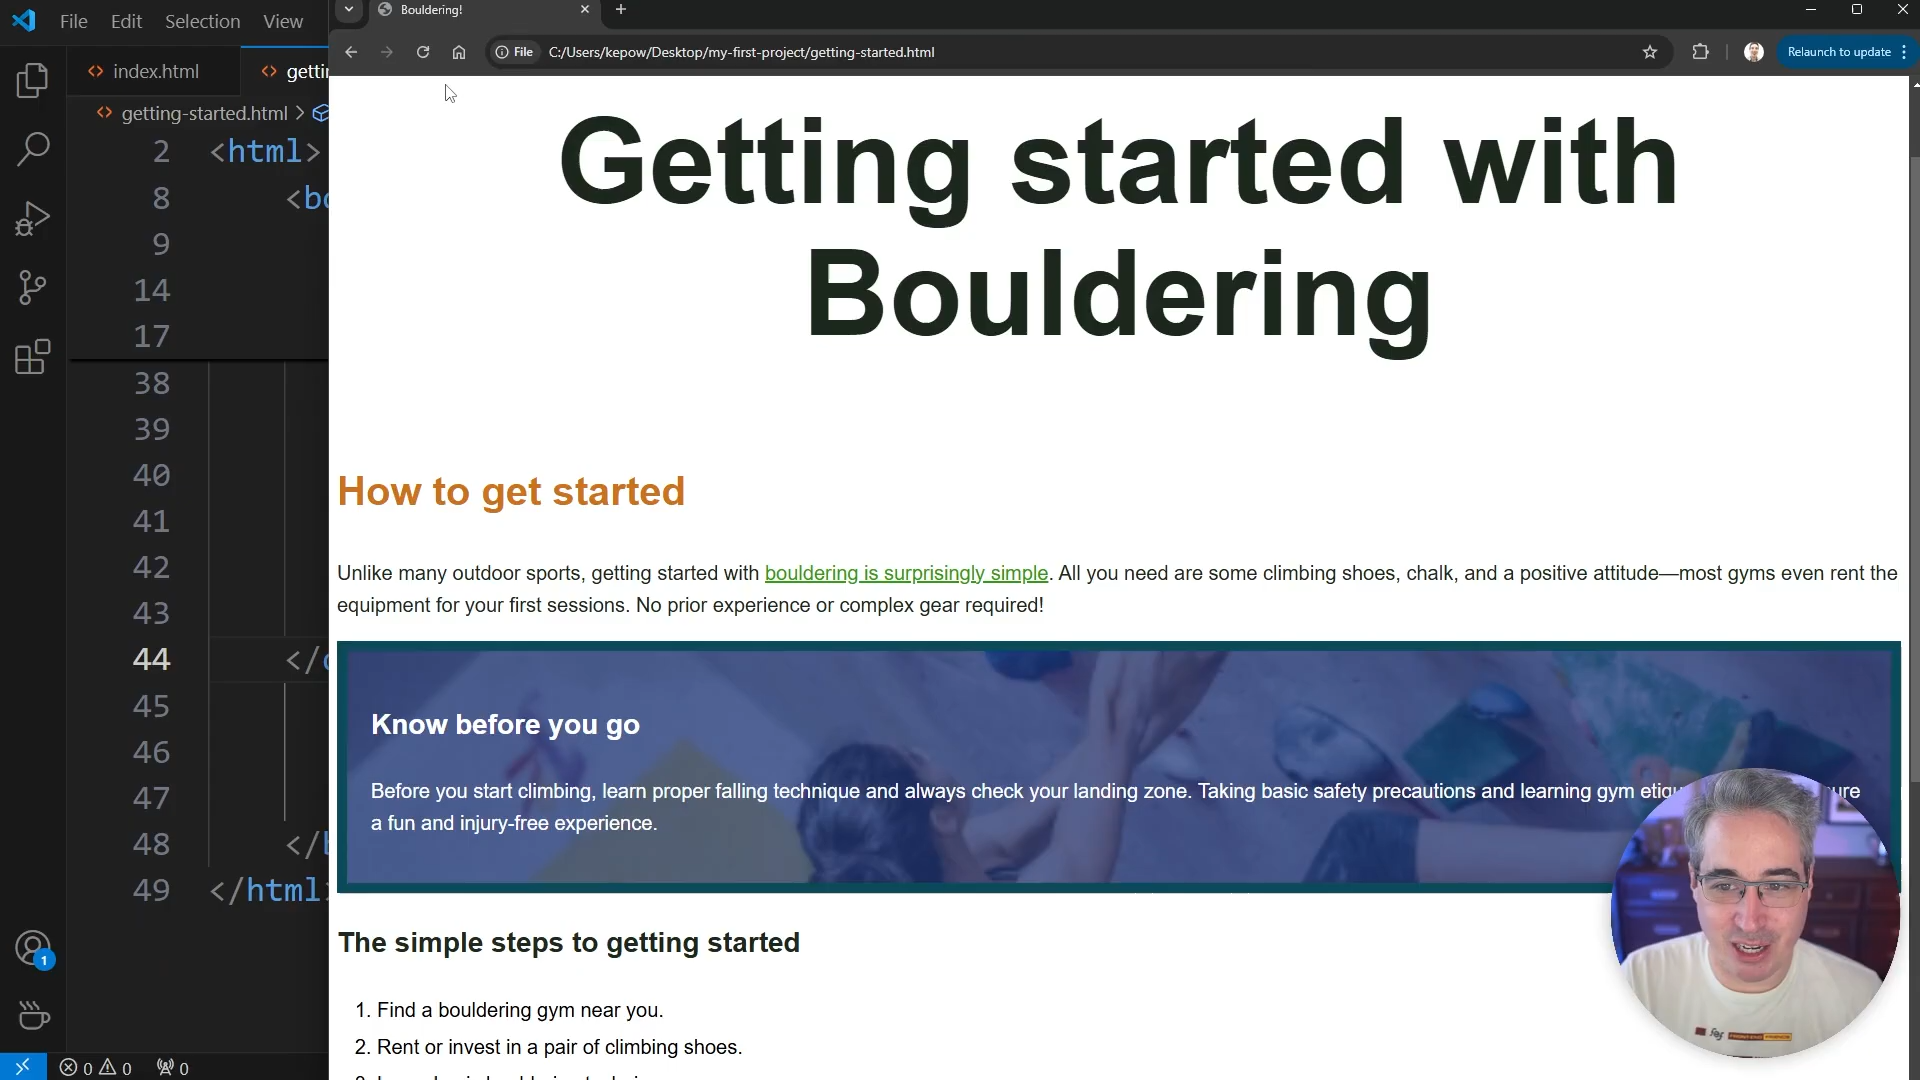 File Edit Selection View
Bouldering!
File C:/Users/kepow/Desktop/my-first-project/getting-started.html
Relaunch to update
index.html
getting-started.html >
2 <html>
8
9
14
17
38
39
40
41
42
43
44
45
46
47
48
49 </html>
1
0 0 0
Getting started with
Bouldering
How to get started
Unlike many outdoor sports, getting started with bouldering is surprisingly simple. All you need are some climbing shoes, chalk, and a positive attitude—most gyms even rent the
equipment for your first sessions. No prior experience or complex gear required!
Know before you go
Before you start climbing, learn proper falling technique and always check your landing zone. Taking basic safety precautions and learning gym
a fun and injury-free experience.
The simple steps to getting started
1. Find a bouldering gym near you.
2. Rent or invest in a pair of climbing shoes.